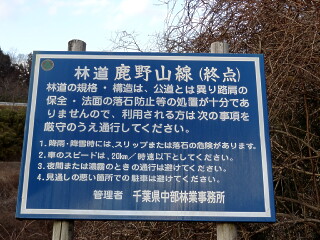 林道 鹿野山線(終点)
林道の規格・構造は、公道とは異り路肩の
保全・法面の落石防止等の処置が十分であ
りませんので、利用される方は次の事項を
厳守のうえ通行してください。
1.降雨・降雪時には、スリップまたは落石の危険があります。
2.車のスピードは、20km/時速以下としてください。
3.夜間または濃霧のときの通行は避けてください。
4.見通しの悪い箇所での駐車は避けてください。
管理者 千葉県中部林業事務所